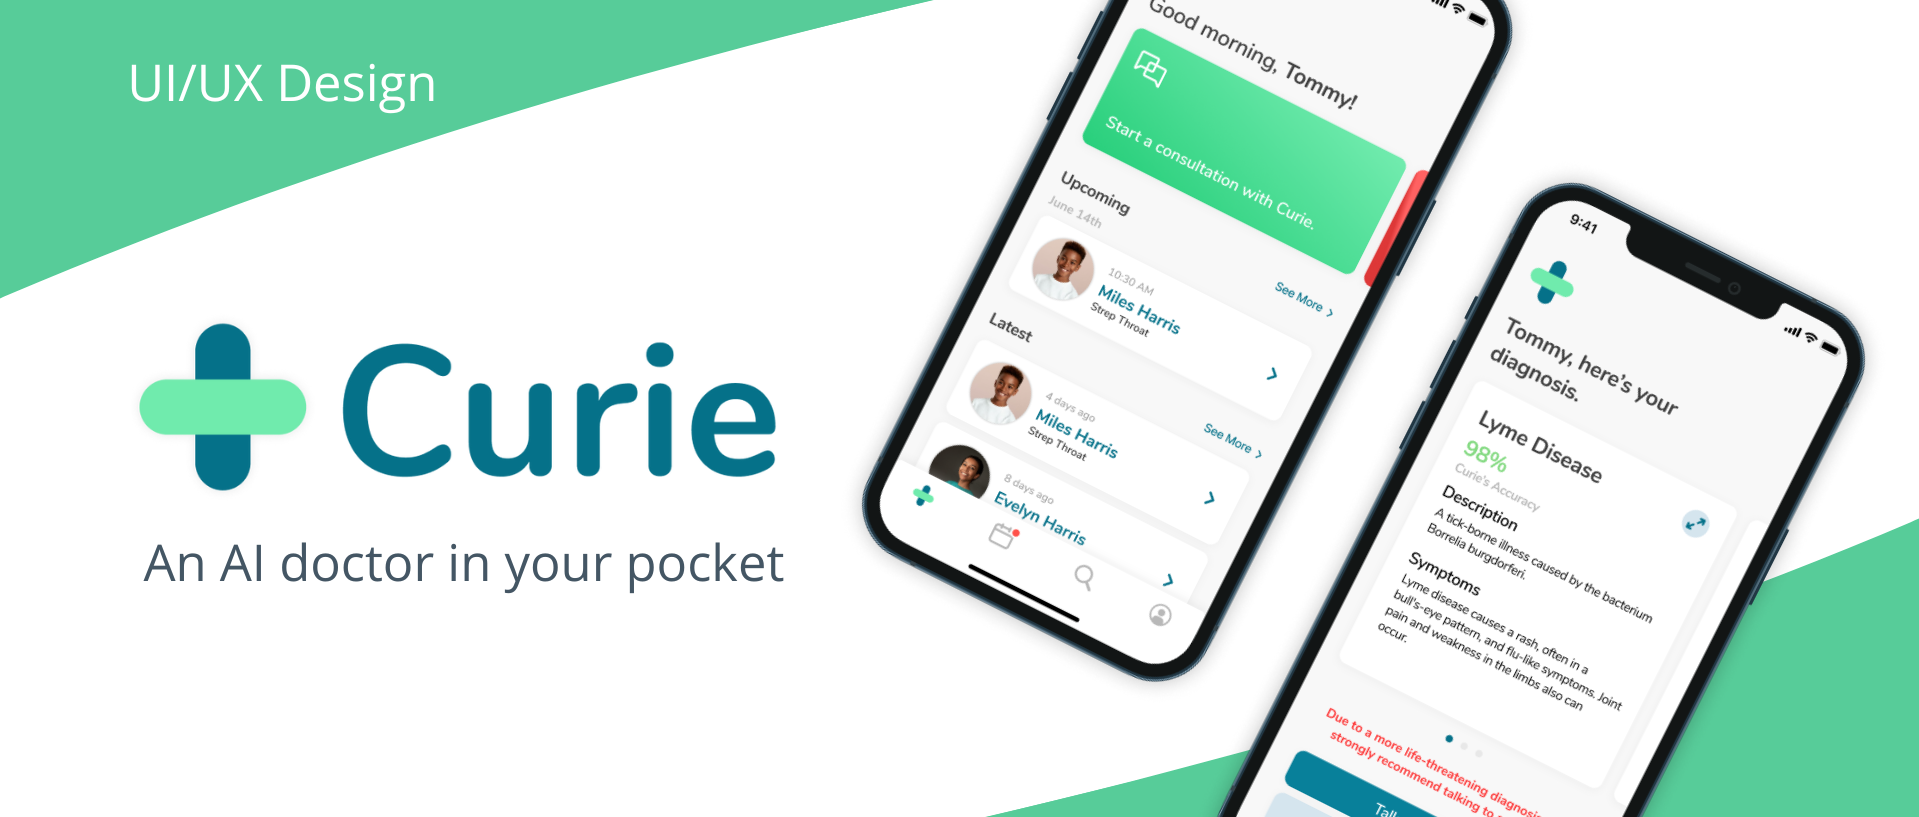 UI/UX Design
Curie
An AI doctor in your pocket
Good morning, Tommy!
Start a consultation with Curie.
Upcoming
June 14th
See More
10:30 AM
Miles Harris
Strep Throat
Latest
See More
4 days ago
Miles Harris
Strep Throat
8 days ago
Evelyn Harris
9:41
Tommy, here's your
diagnosis.
Lyme Disease
98%
Curie's Accuracy
Description
A tick-borne illness caused by the bacterium
Borrelia burgdorferi.
Symptoms
Lyme disease causes a rash, often in a
bull's-eye pattern, and flu-like symptoms. Joint
pain and weakness in the limbs also can
occur.
Due to a more life-threatening
strongly recommend talking to